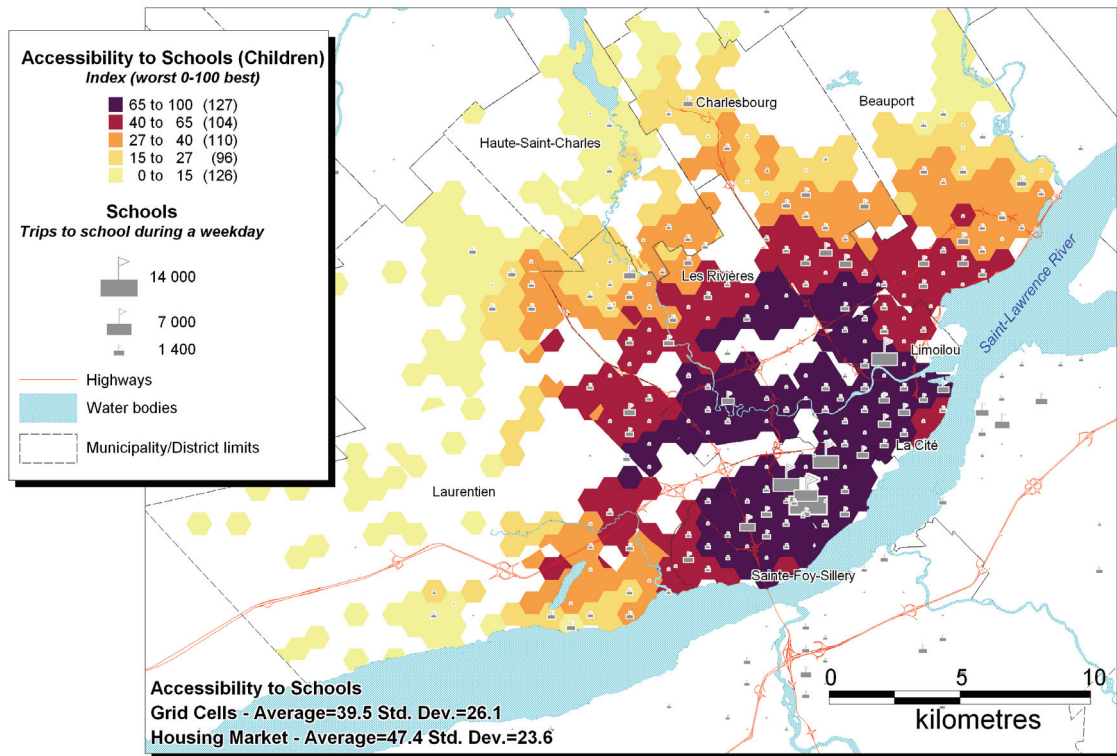 Accessibility to Schools (Children)
Index (worst 0-100 best)
65 to 100 (127)
40 to 65 (104)
27 to 40 (110)
15 to 27 (96)
0 to 15 (126)
Schools
Trips to school during a weekday
14 000
7 000
1 400
Highways
Water bodies
Municipality/District limits
Charlesbourg
Beauport
Haute-Saint-Charles
Les Rivières
Saint-Lawrence River
Limoilou
La Cité
Laurentien
Sainte-Foy-Sillery
Accessibility to Schools
Grid Cells - Average=39.5 Std. Dev.=26.1
Housing Market - Average=47.4 Std. Dev.=23.6
0 5 10
kilometres